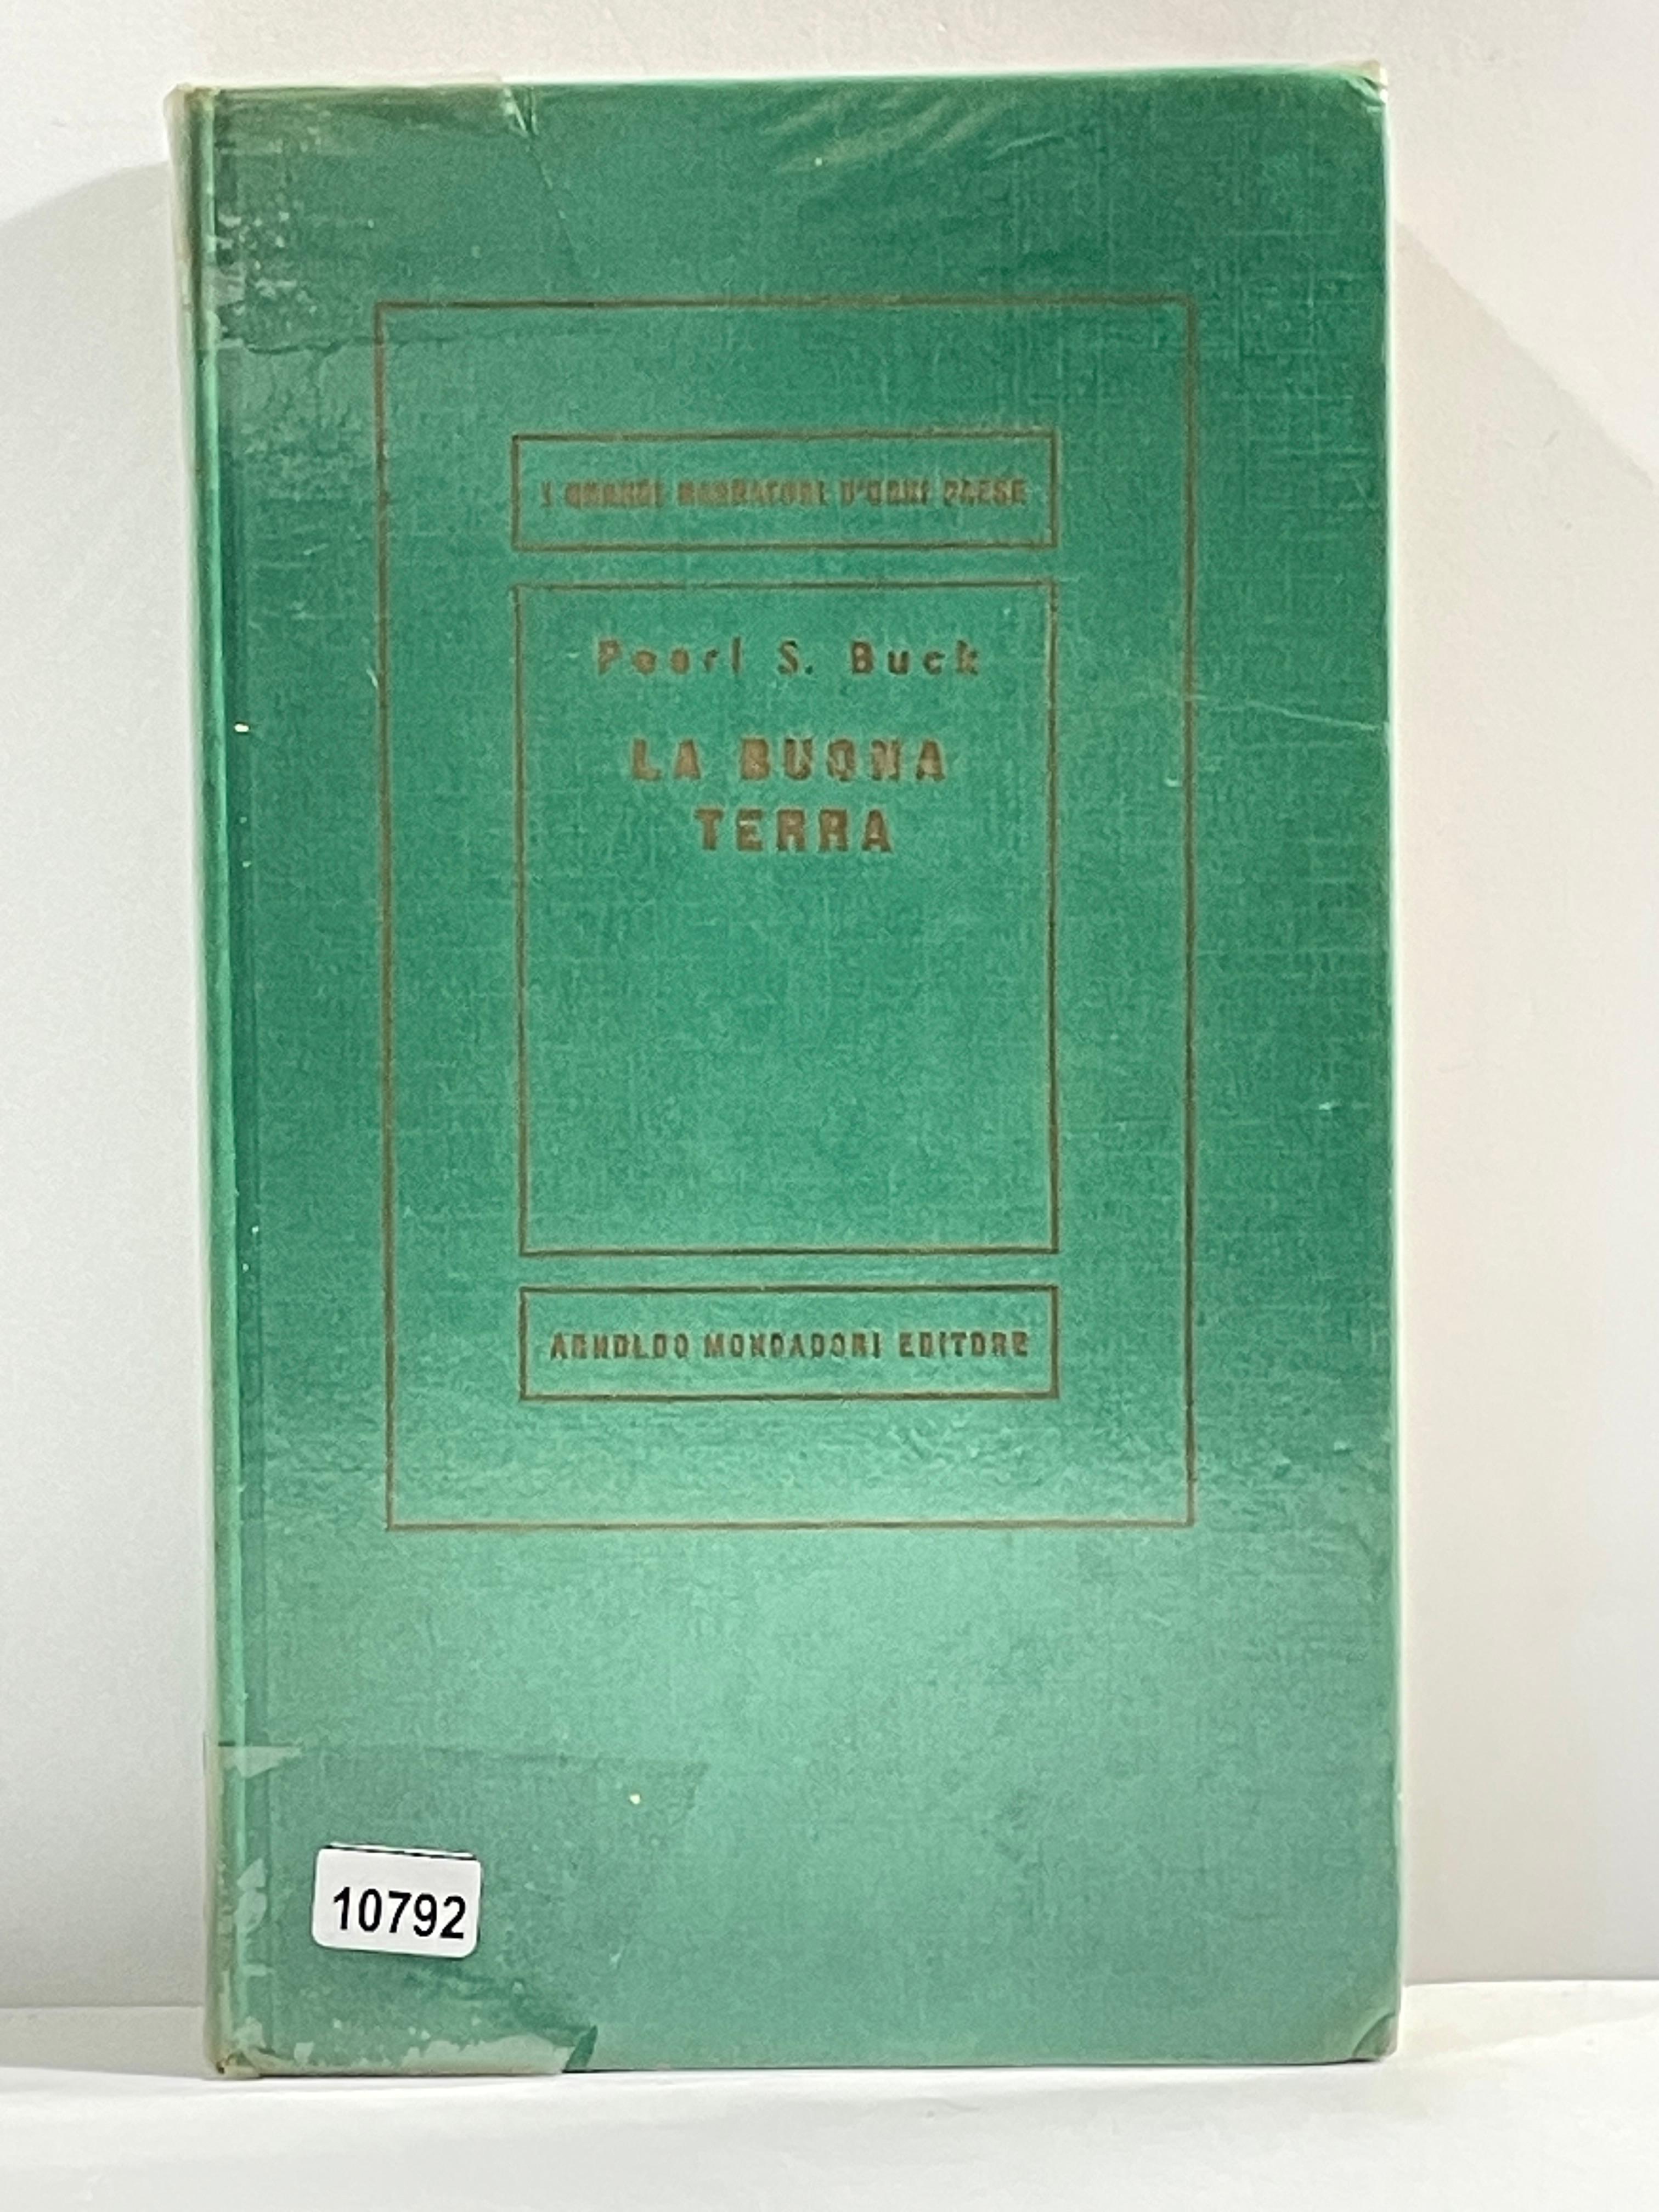 I GRANDI NARRATORI D'OGNI PAESE
Pearl S. Buck
LA BUONA
TERRA
ARNOLDO MONDADORI EDITORE
10792